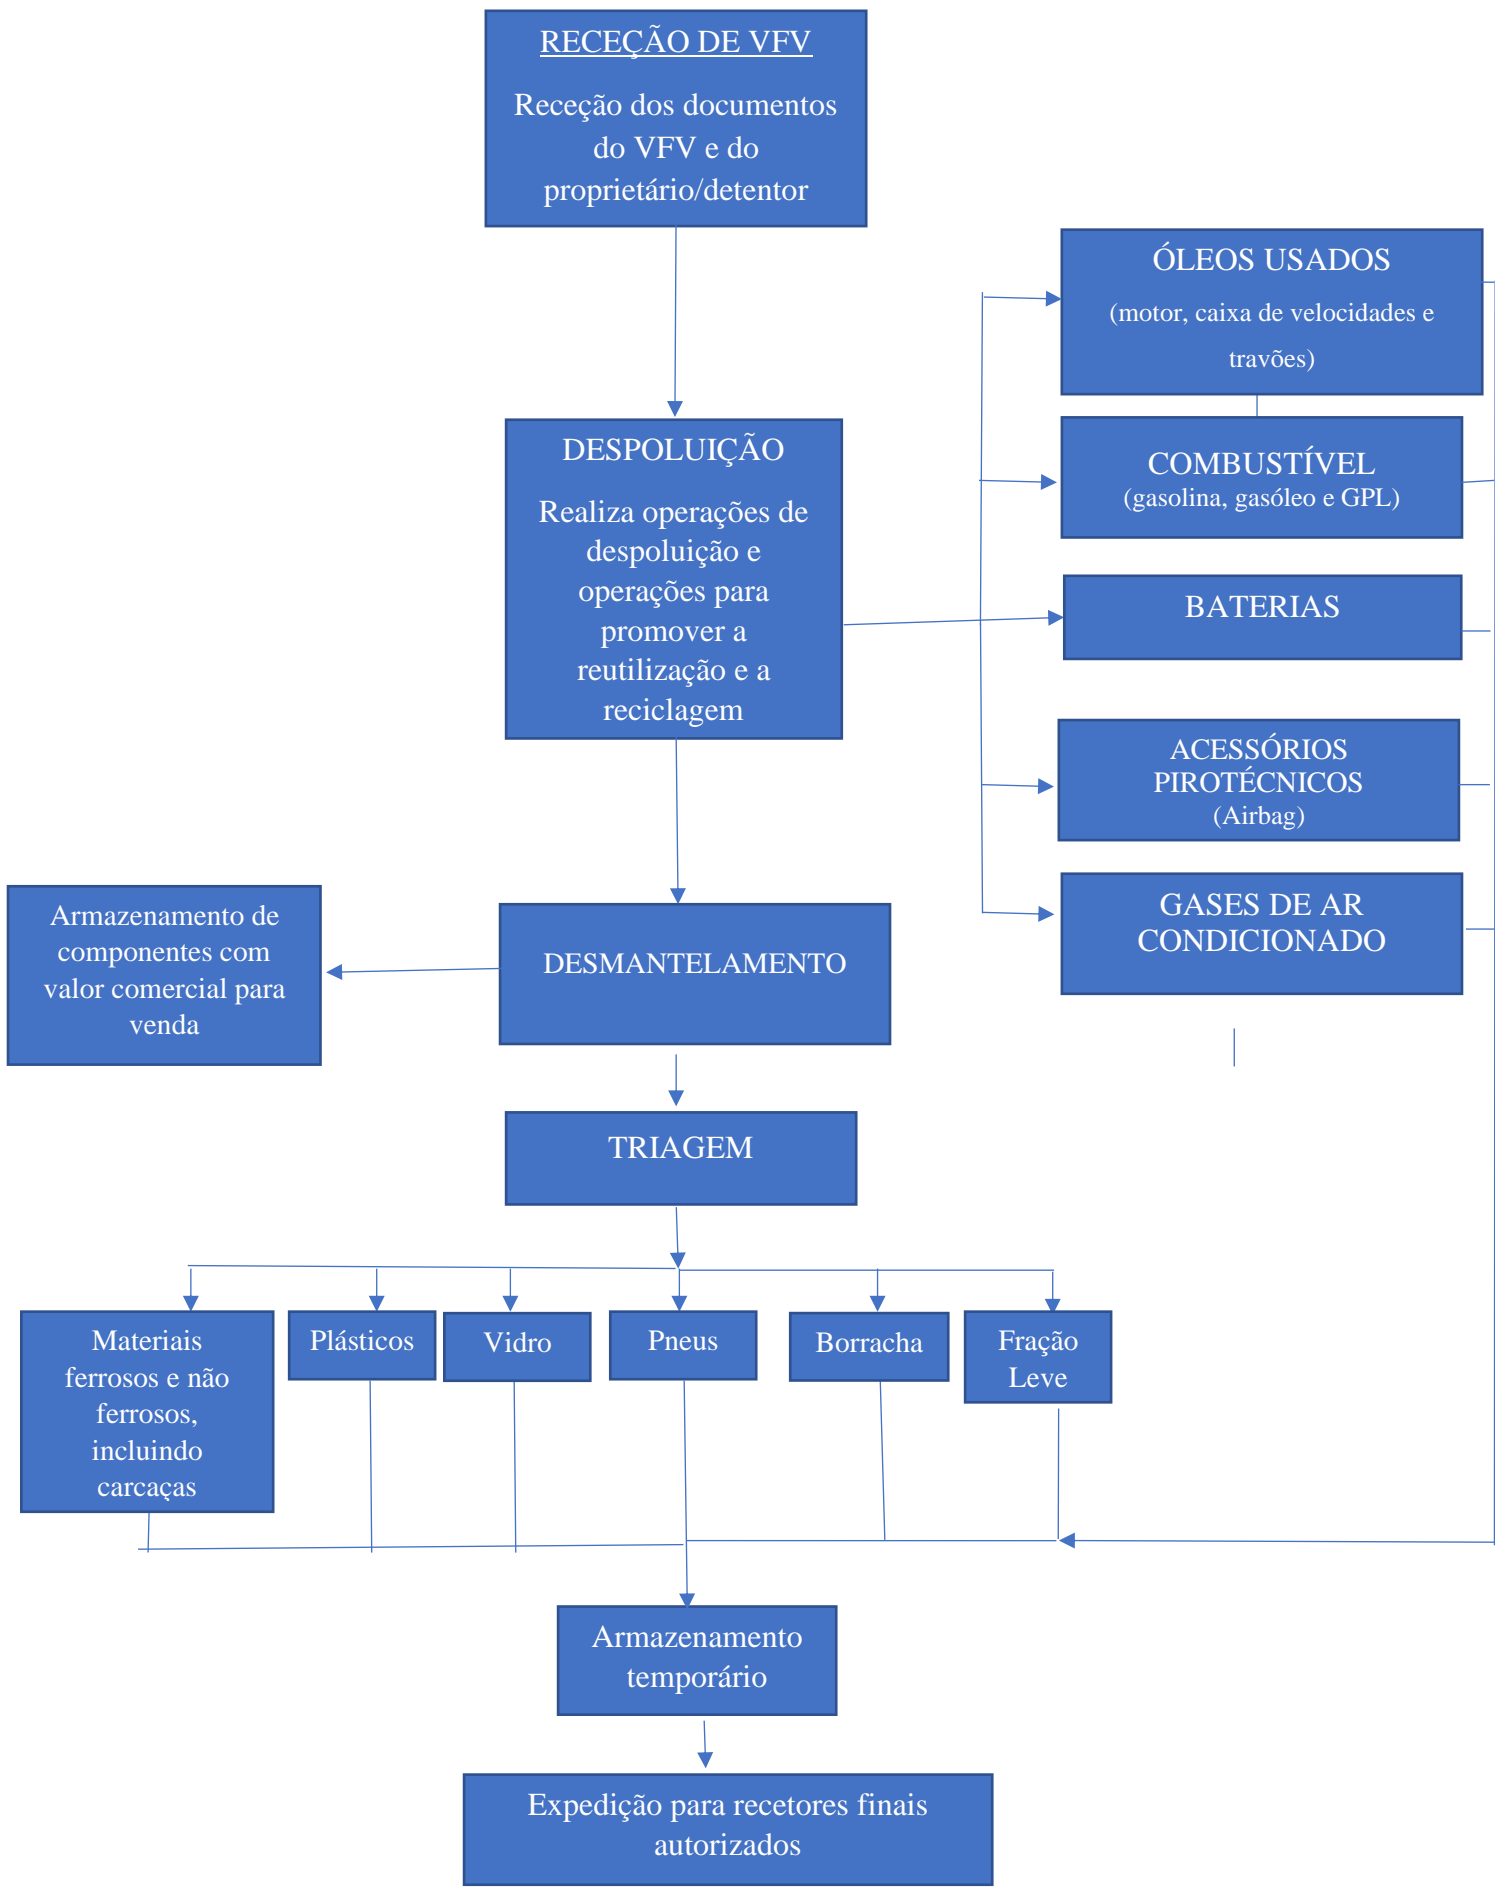 RECEÇÃO DE VFV
Receção dos documentos
do VFV e do
proprietário/detentor
ÓLEOS USADOS
(motor, caixa de velocidades e
travões)
COMBUSTÍVEL
(gasolina, gasóleo e GPL)
DESPOLUIÇÃO
Realiza operações de
despoluição e
operações para
promover a
reutilização e a
reciclagem
BATERIAS
ACESSÓRIOS
PIROTÉCNICOS
(Airbag)
GASES DE AR
CONDICIONADO
Armazenamento de
componentes com
valor comercial para
venda
DESMANTELAMENTO
TRIAGEM
Materiais
ferrosos e não
ferrosos,
incluindo
carcaças
Plásticos
Vidro
Pneus
Borracha
Fração
Leve
Armazenamento
temporário
Expedição para recetores finais
autorizados